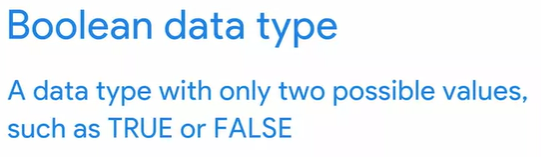 Boolean data type
A data type with only two possible values,
such as TRUE or FALSE